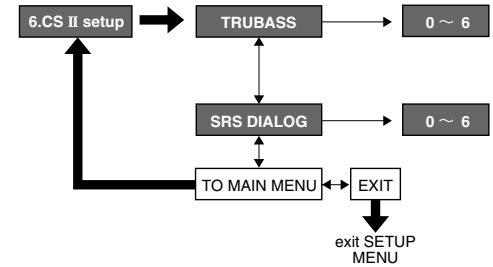 6.CS II setup
TRUBASS
0 ~ 6
SRS DIALOG
0 ~ 6
TO MAIN MENU
EXIT
exit SETUP
MENU